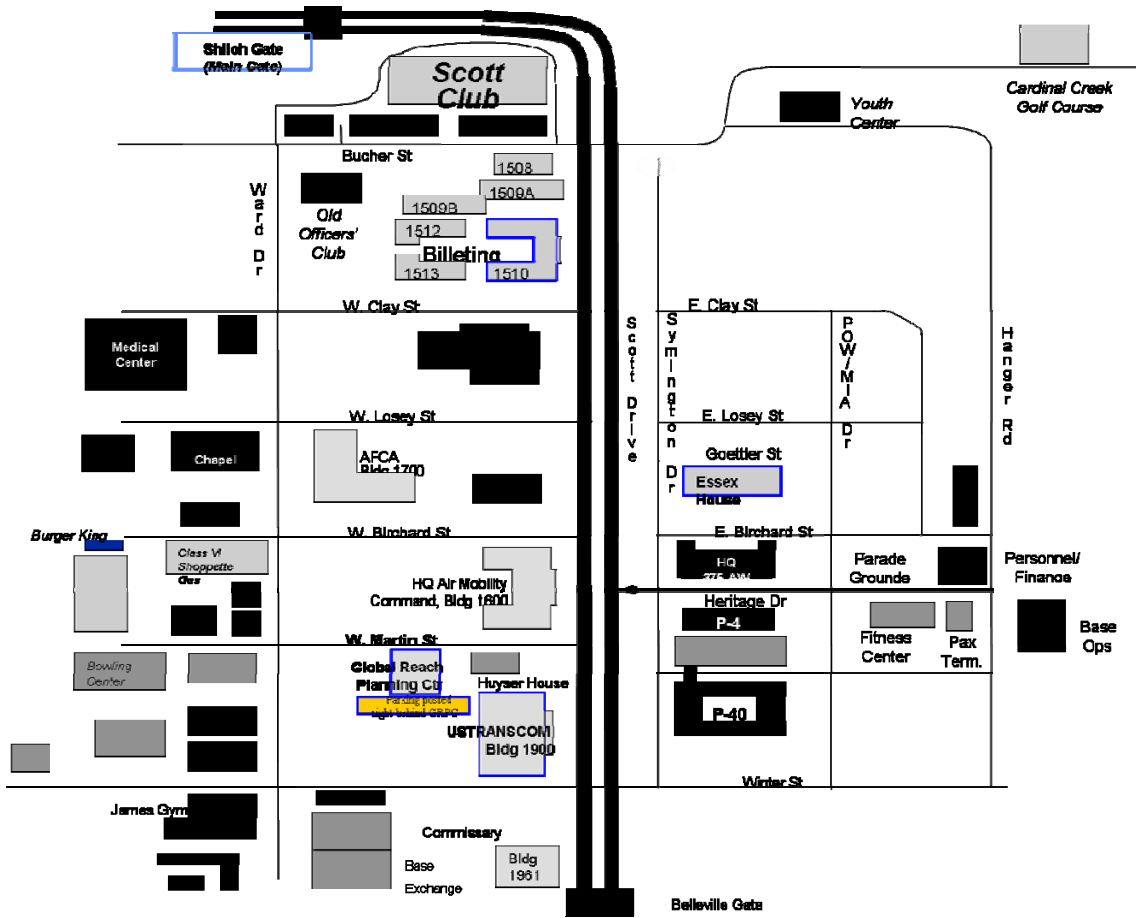 Shiloh Gate
(Main Gate)
Scott
Club
Cardinal Creek
Golf Course
Youth
Center
Bucher St
1508
1509A
1509B
1512
1513
1510
Billeting
Ward Dr
Old
Officers'
Club
W. Clay St
E. Clay St
Medical
Center
Scott Drive
Symington Dr
POW/MIA Dr
Hanger Rd
W. Losey St
E. Losey St
Chapel
AFCA
Bldg 1700
Goettler St
Essex
House
W. Birchard St
E. Birchard St
Burger King
Class VI
Shoppette
Gas
HQ Air Mobility
Command, Bldg 1600
HQ
375 AW
Parade
Grounds
Personnel/
Finance
Heritage Dr
P-4
Fitness
Center
Pax
Term.
Base
Ops
W. Martin St
Bowling
Center
Global Reach
Planning Ctr
Parking posted
right behind GRPC
Huyser House
USTRANSCOM
Bldg 1900
P-40
Winter St
James Gym
Commissary
Base
Exchange
Bldg
1961
Belleville Gate